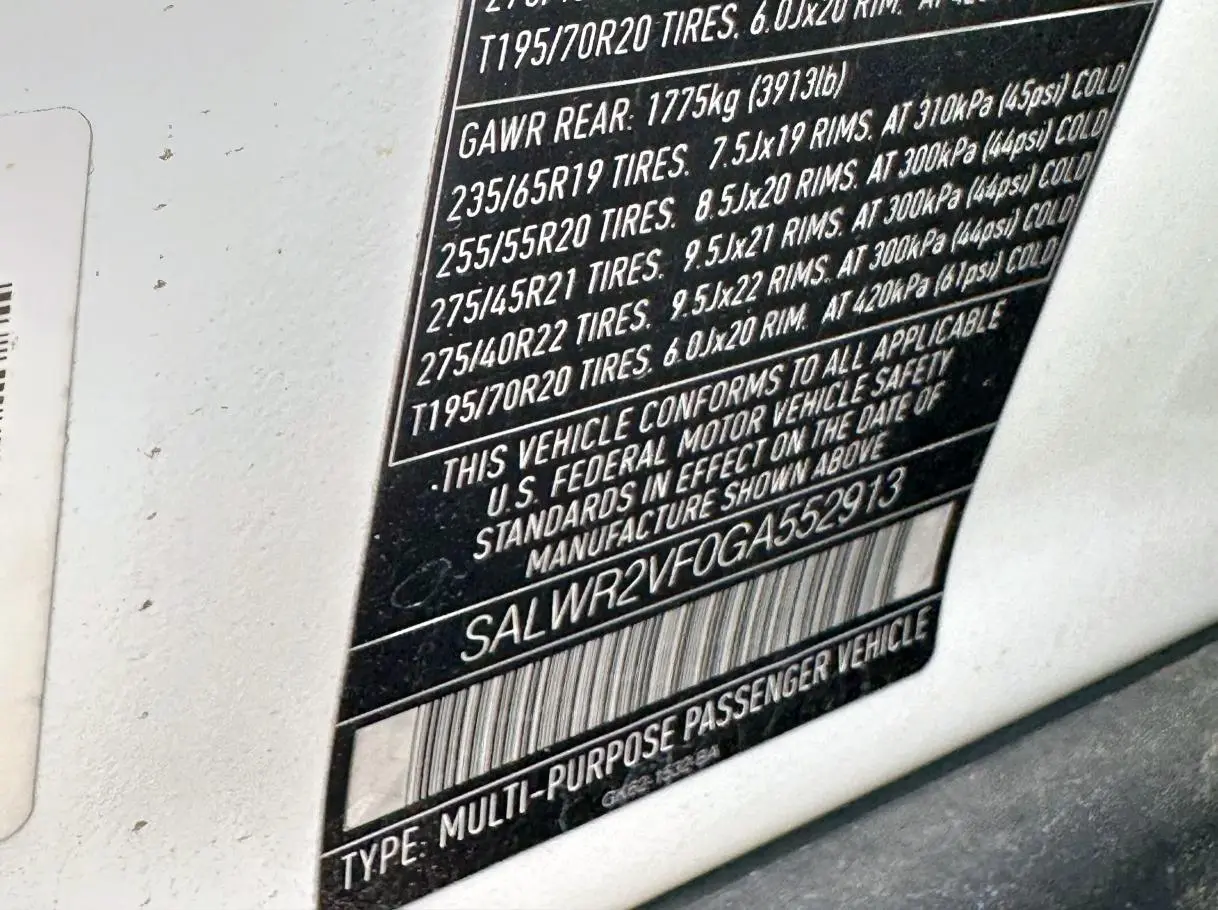 T195/70R20 TIRES. 6.0Jx20 RIM.
GAWR REAR: 1775kg (3913lb)
235/65R19 TIRES. 7.5Jx19 RIMS. AT 310kPa (45psi) COLD
255/55R20 TIRES. 8.5Jx20 RIMS. AT 300kPa (44psi) COLD
275/45R21 TIRES. 9.5Jx21 RIMS. AT 300kPa (44psi) COLD
275/40R22 TIRES. 9.5Jx22 RIMS. AT 300kPa (44psi) COLD
T195/70R20 TIRES. 6.0Jx20 RIM. AT 420kPa (61psi) COLD
THIS VEHICLE CONFORMS TO ALL APPLICABLE
U.S. FEDERAL MOTOR VEHICLE SAFETY
STANDARDS IN EFFECT ON THE DATE OF
MANUFACTURE SHOWN ABOVE
SALWR2VF0GA552913
TYPE: MULTI-PURPOSE PASSENGER VEHICLE